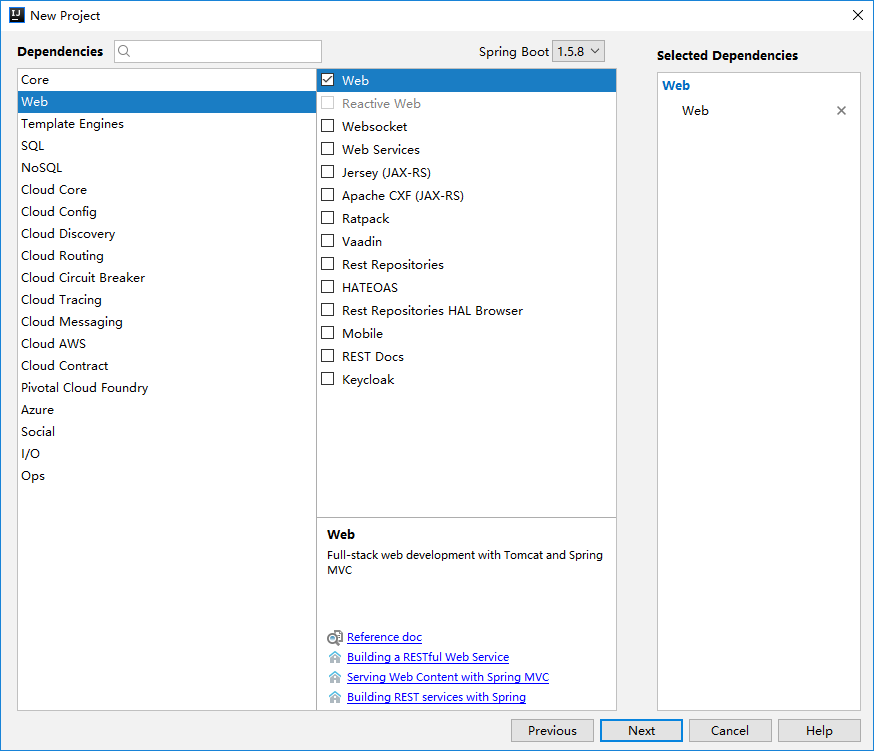 New Project
Dependencies
Spring Boot 1.5.8
Selected Dependencies
Core
Web
Template Engines
SQL
NoSQL
Cloud Core
Cloud Config
Cloud Discovery
Cloud Routing
Cloud Circuit Breaker
Cloud Tracing
Cloud Messaging
Cloud AWS
Cloud Contract
Pivotal Cloud Foundry
Azure
Social
I/O
Ops
Web
Reactive Web
Websocket
Web Services
Jersey (JAX-RS)
Apache CXF (JAX-RS)
Ratpack
Vaadin
Rest Repositories
HATEOAS
Rest Repositories HAL Browser
Mobile
REST Docs
Keycloak
Web
Full-stack web development with Tomcat and Spring
MVC
Reference doc
Building a RESTful Web Service
Serving Web Content with Spring MVC
Building REST services with Spring
Web
Web
Previous
Next
Cancel
Help